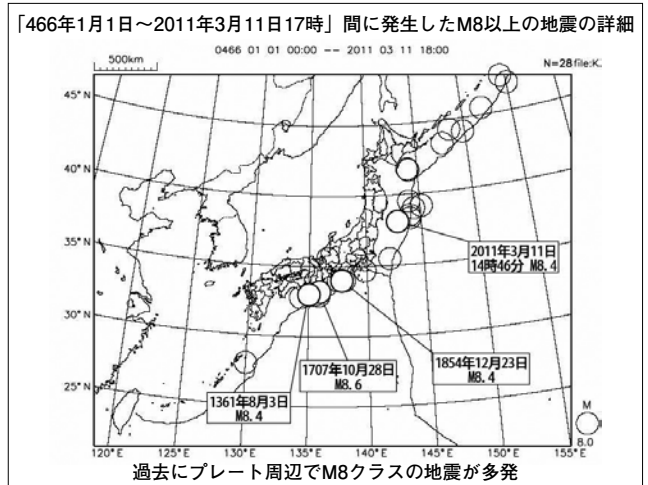 「466年1月1日～2011年3月11日17時」間に発生したM8以上の地震の詳細
500km
0466 01 01 00:00 -- 2011 03 11 18:00
N=28 file:K
45°N
40°N
35°N
30°N
25°N
2011年3月11日
14時46分 M8.4
1854年12月23日
M8.4
1707年10月28日
M8.6
1361年8月3日
M8.4
M
8.0
120°E
125°E
130°E
135°E
140°E
145°E
150°E
155°E
過去にプレート周辺でM8クラスの地震が多発